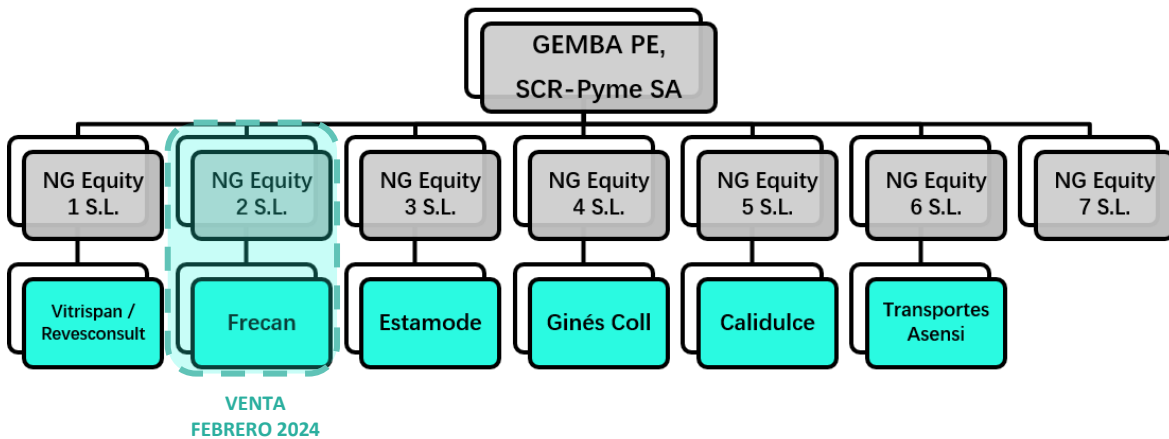 GEMBA PE,
SCR-Pyme SA
NG Equity
1 S.L.
NG Equity
2 S.L.
NG Equity
3 S.L.
NG Equity
4 S.L.
NG Equity
5 S.L.
NG Equity
6 S.L.
NG Equity
7 S.L.
Vitrispan /
Revesconsult
Frecan
Estamode
Ginés Coll
Calidulce
Transportes
Asensi
VENTA
FEBRERO 2024